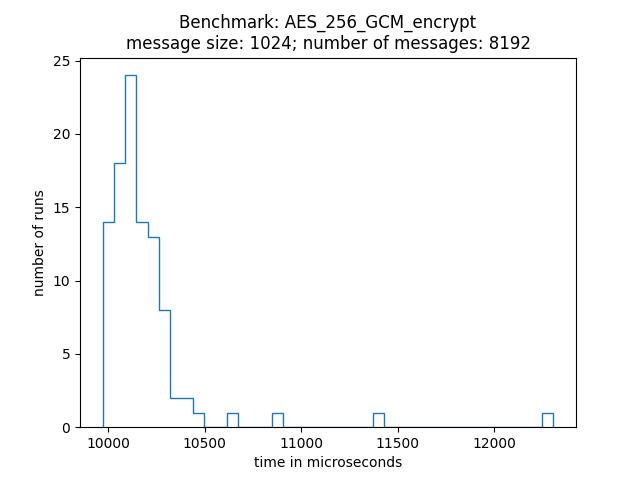 Benchmark: AES_256_GCM_encrypt
message size: 1024; number of messages: 8192
25
20
15
10
5
0
number of runs
10000 10500 11000 11500 12000
time in microseconds